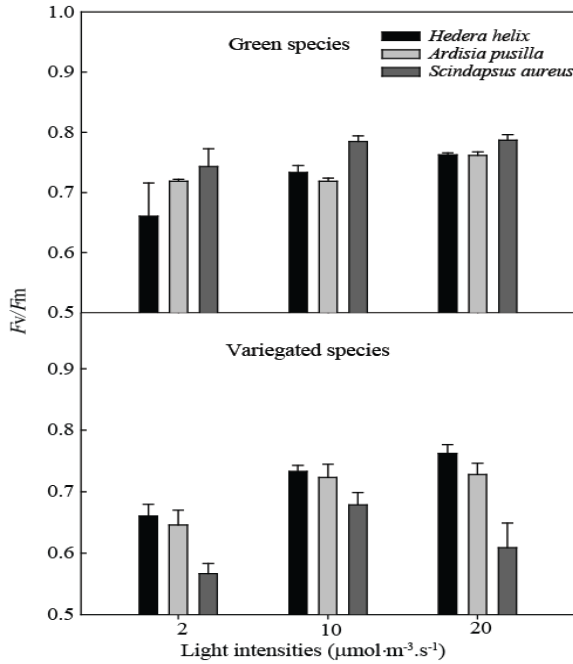 1.0
Green species
Hedera helix
Ardisia pusilla
Scindapsus aureus
0.9
0.8
0.7
0.6
0.5
Fv/Fm
Variegated species
0.9
0.8
0.7
0.6
0.5
2 10 20
Light intensities (μmol·m⁻³.s⁻¹)